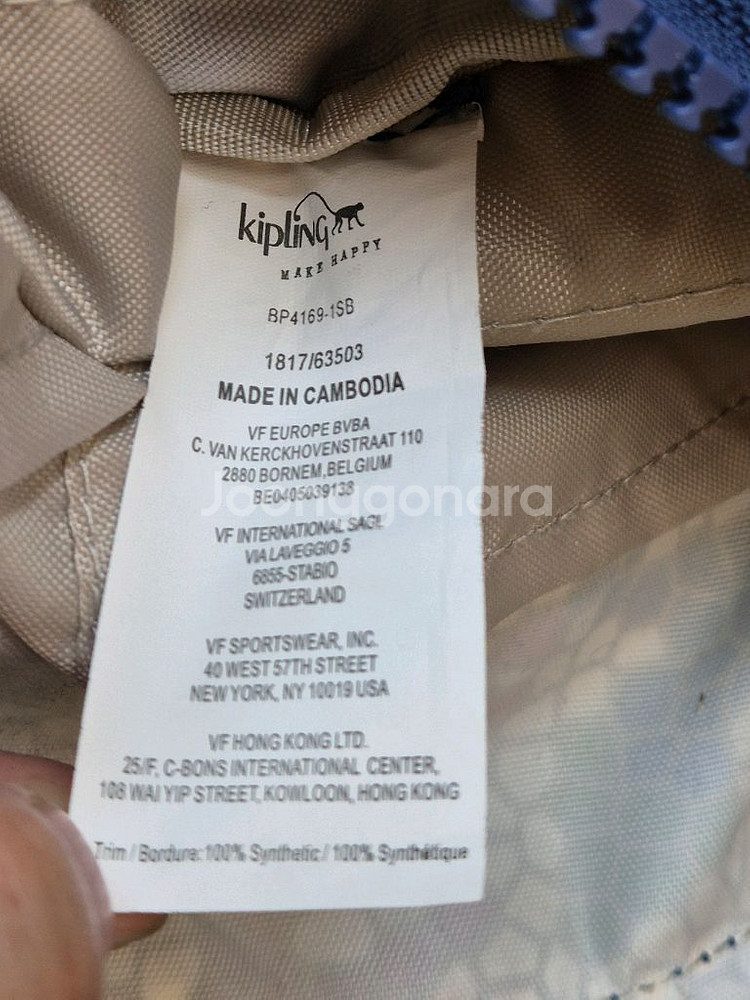 kipling
MAKE HAPPY
BP4169-1SB
1817/63503
MADE IN CAMBODIA
VF EUROPE BVBA
C. VAN KERCKHOVENSTRAAT 110
2880 BORNEM,BELGIUM
BE0405039138
Joonggonara
VF INTERNATIONAL SAGL
VIA LAVEGGIO 5
6855-STABIO
SWITZERLAND
VF SPORTSWEAR, INC.
40 WEST 57TH STREET
NEW YORK, NY 10019 USA
VF HONG KONG LTD.
25/F, C-BONS INTERNATIONAL CENTER,
108 WAI YIP STREET, KOWLOON, HONG KONG
Trim / Bordure: 100% Synthetic / 100% Synthétique